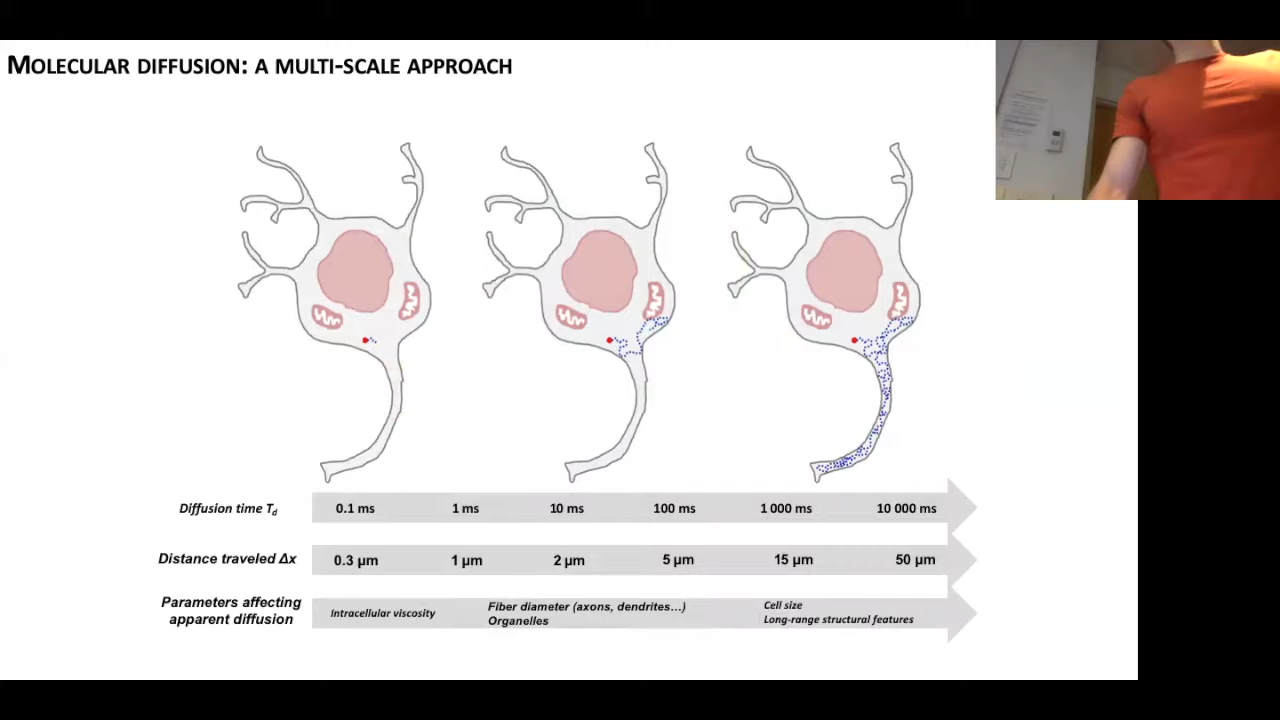 MOLECULAR DIFFUSION: A MULTI-SCALE APPROACH
Diffusion time Td 0.1 ms 1 ms 10 ms 100 ms 1 000 ms 10 000 ms
Distance traveled Δx 0.3 µm 1 µm 2 µm 5 µm 15 µm 50 µm
Parameters affecting
apparent diffusion
Intracellular viscosity
Fiber diameter (axons, dendrites…)
Organelles
Cell size
Long-range structural features